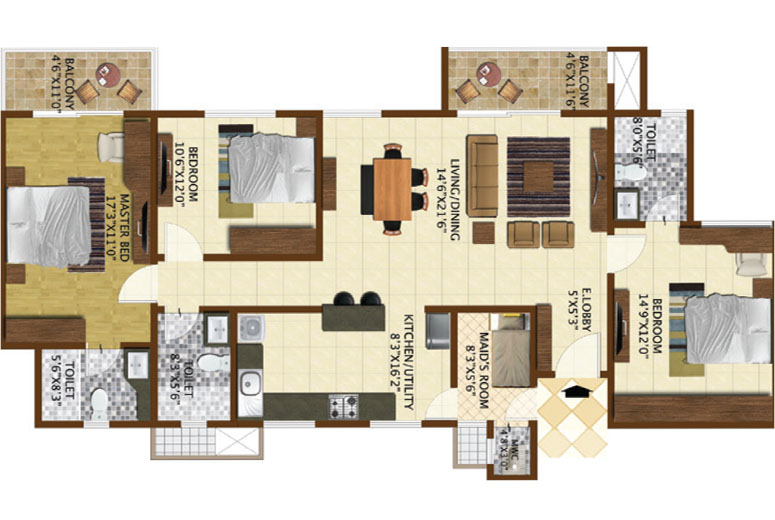 BALCONY
4'6"X11'0"
BALCONY
4'6"X11'6"
TOILET
8'0"X5'6"
BEDROOM
10'6"X12'0"
LIVING/DINING
14'6"X21'6"
MASTER BED
17'3"X11'0"
E.LOBBY
5'X5'3"
BEDROOM
14'9"X12'0"
KITCHEN/UTILITY
8'3"X16'2"
MAID'S ROOM
8'3"X5'6"
TOILET
5'6"X8'3"
TOILET
8'3"X5'6"
MWC
4'8"X3'0"